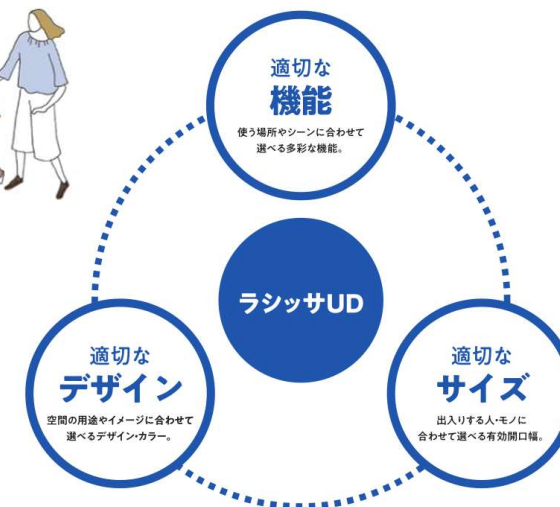 適切な
機能
使う場所やシーンに合わせて
選べる多彩な機能。
ラシッサUD
適切な
デザイン
空間の用途やイメージに合わせて
選べるデザイン・カラー。
適切な
サイズ
出入りする人・モノに
合わせて選べる有効開口幅。